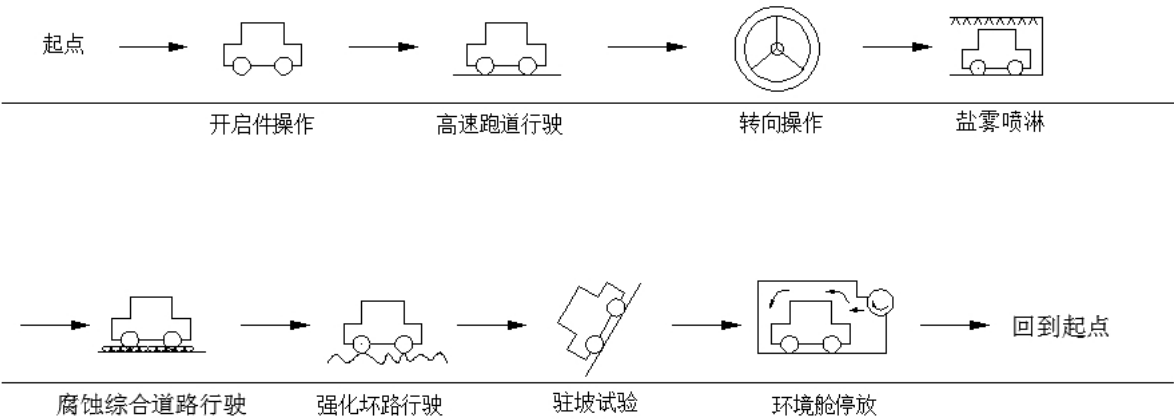 起点
开启件操作
高速跑道行驶
转向操作
盐雾喷淋
腐蚀综合道路行驶
强化坏路行驶
驻坡试验
环境舱停放
回到起点